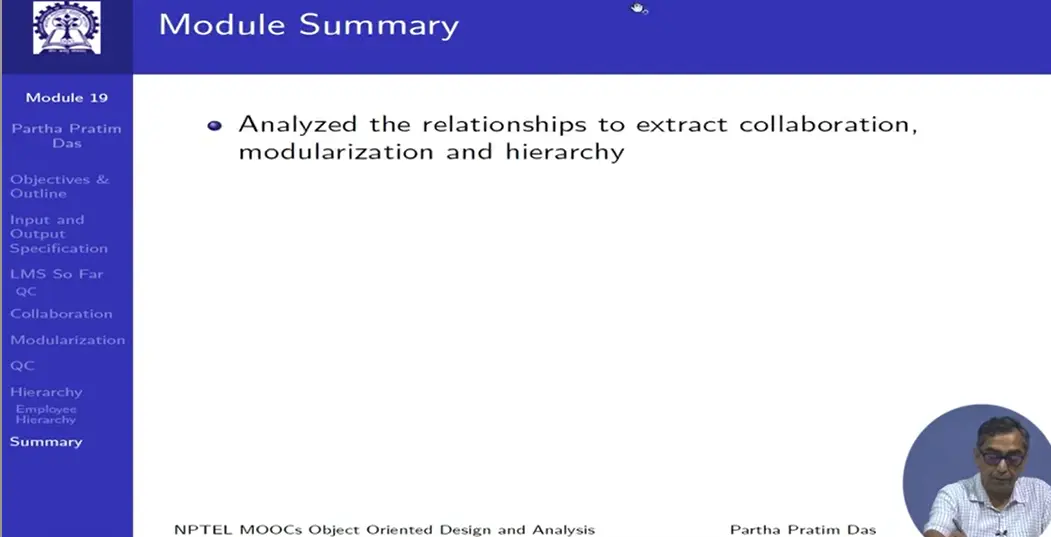 Module Summary
Module 19
Partha Pratim
Das
Objectives &
Outline
Input and
Output
Specification
LMS So Far
QC
Collaboration
Modularization
QC
Hierarchy
Employee
Hierarchy
Summary
Analyzed the relationships to extract collaboration,
modularization and hierarchy
NPTEL MOOCs Object Oriented Design and Analysis
Partha Pratim Das